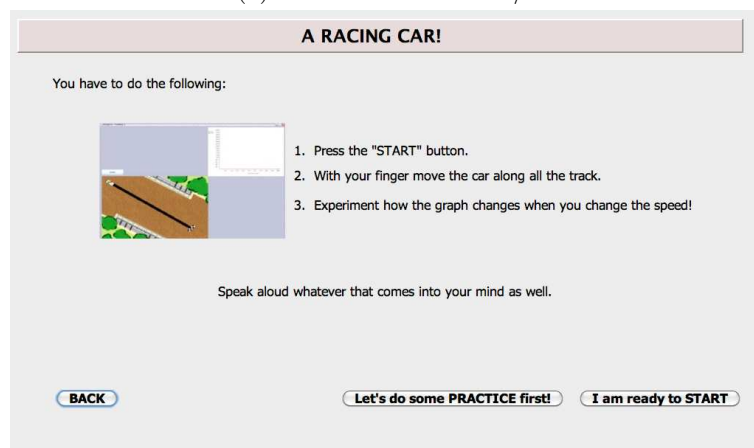 A RACING CAR!
You have to do the following:
1. Press the "START" button.
2. With your finger move the car along all the track.
3. Experiment how the graph changes when you change the speed!
Speak aloud whatever that comes into your mind as well.
BACK
Let's do some PRACTICE first!
I am ready to START